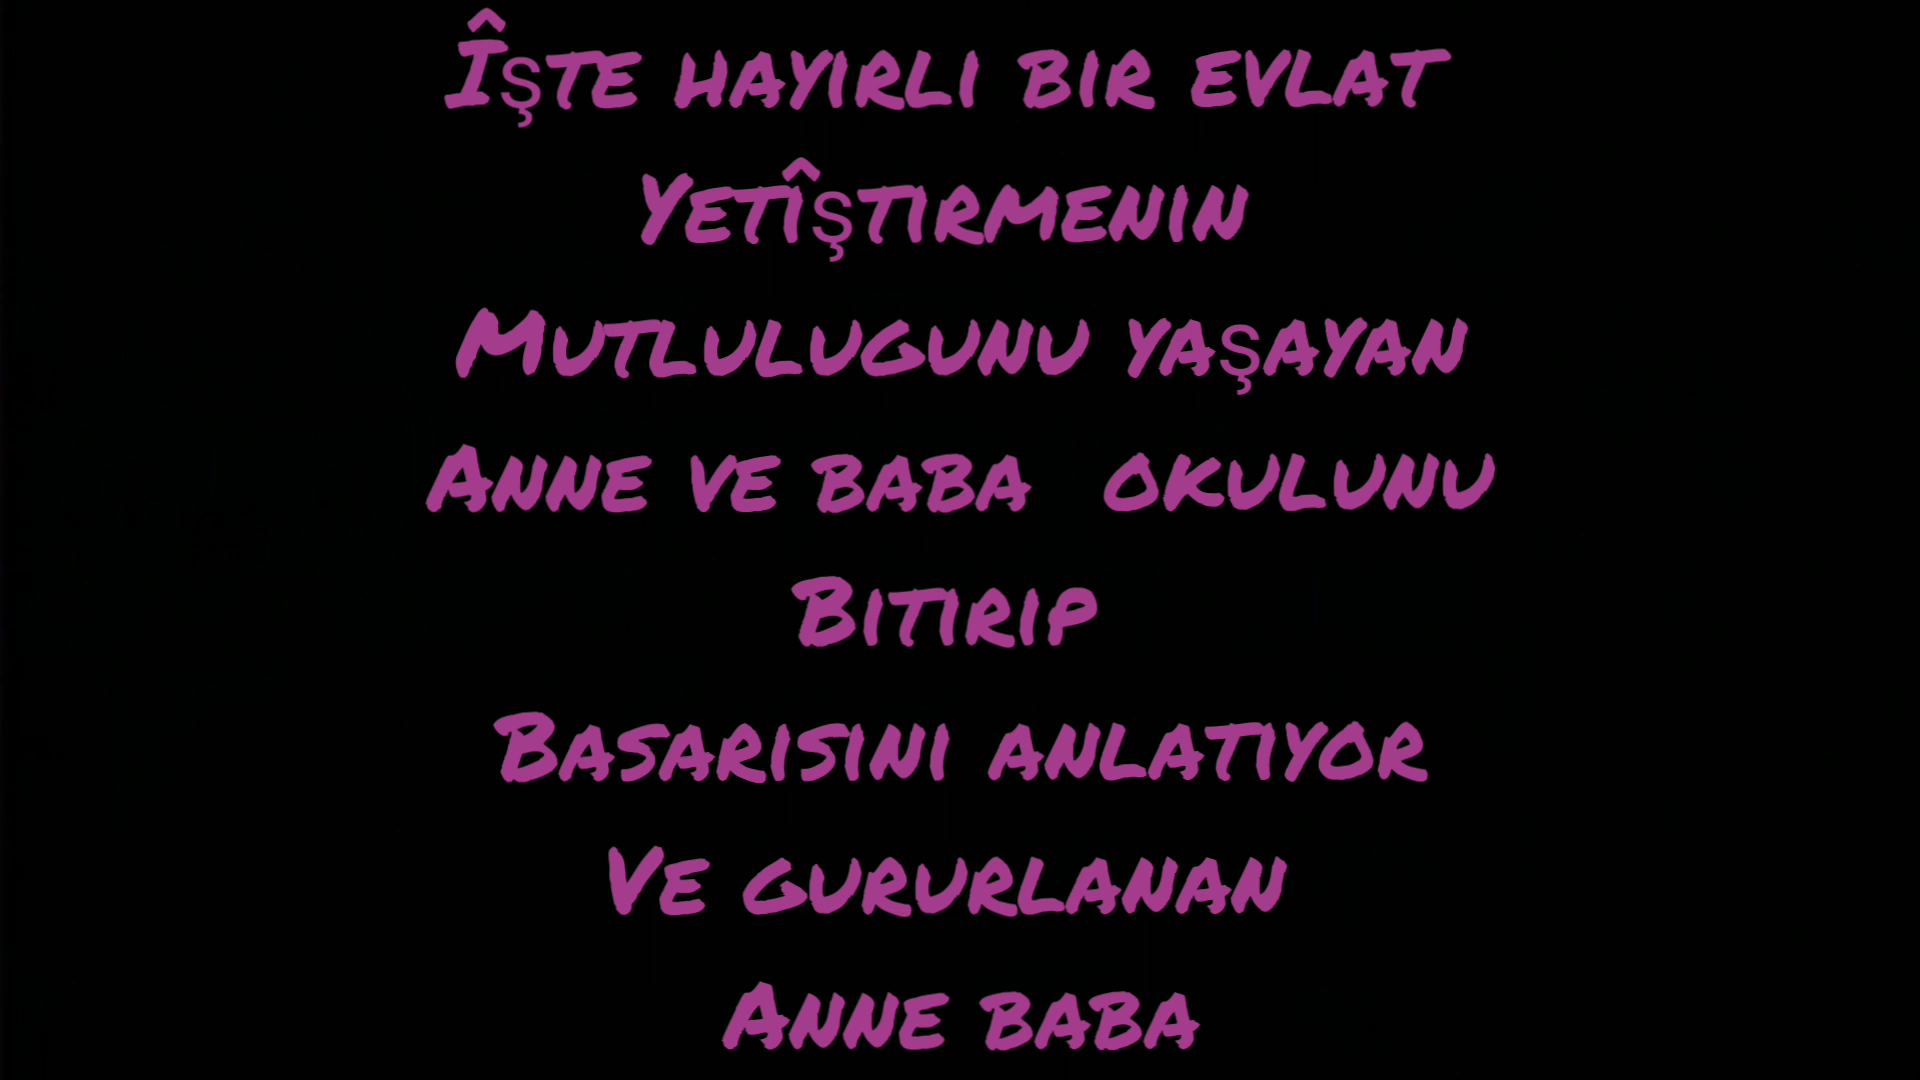 Îşte hayırlı bir evlat
Yetîştirmenin
Mutlulugunu yaşayan
Anne ve baba okulunu
Bitirip
Basarısını anlatıyor
Ve gururlanan
Anne baba